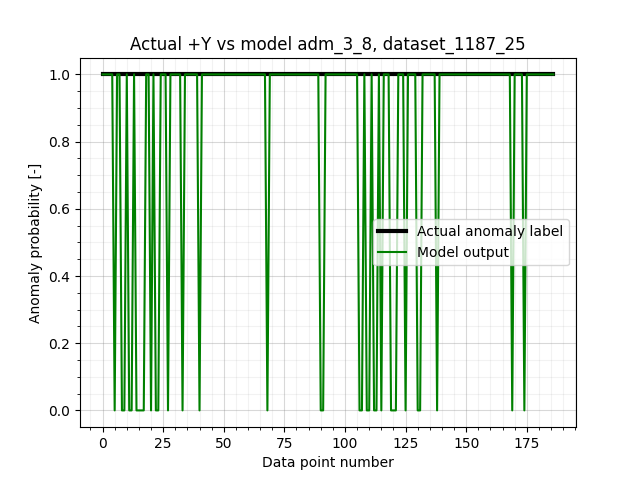 Actual +Y vs model adm_3_8, dataset_1187_25
Anomaly probability [-]
1.0
0.8
0.6
0.4
0.2
0.0
Actual anomaly label
Model output
0 25 50 75 100 125 150 175
Data point number